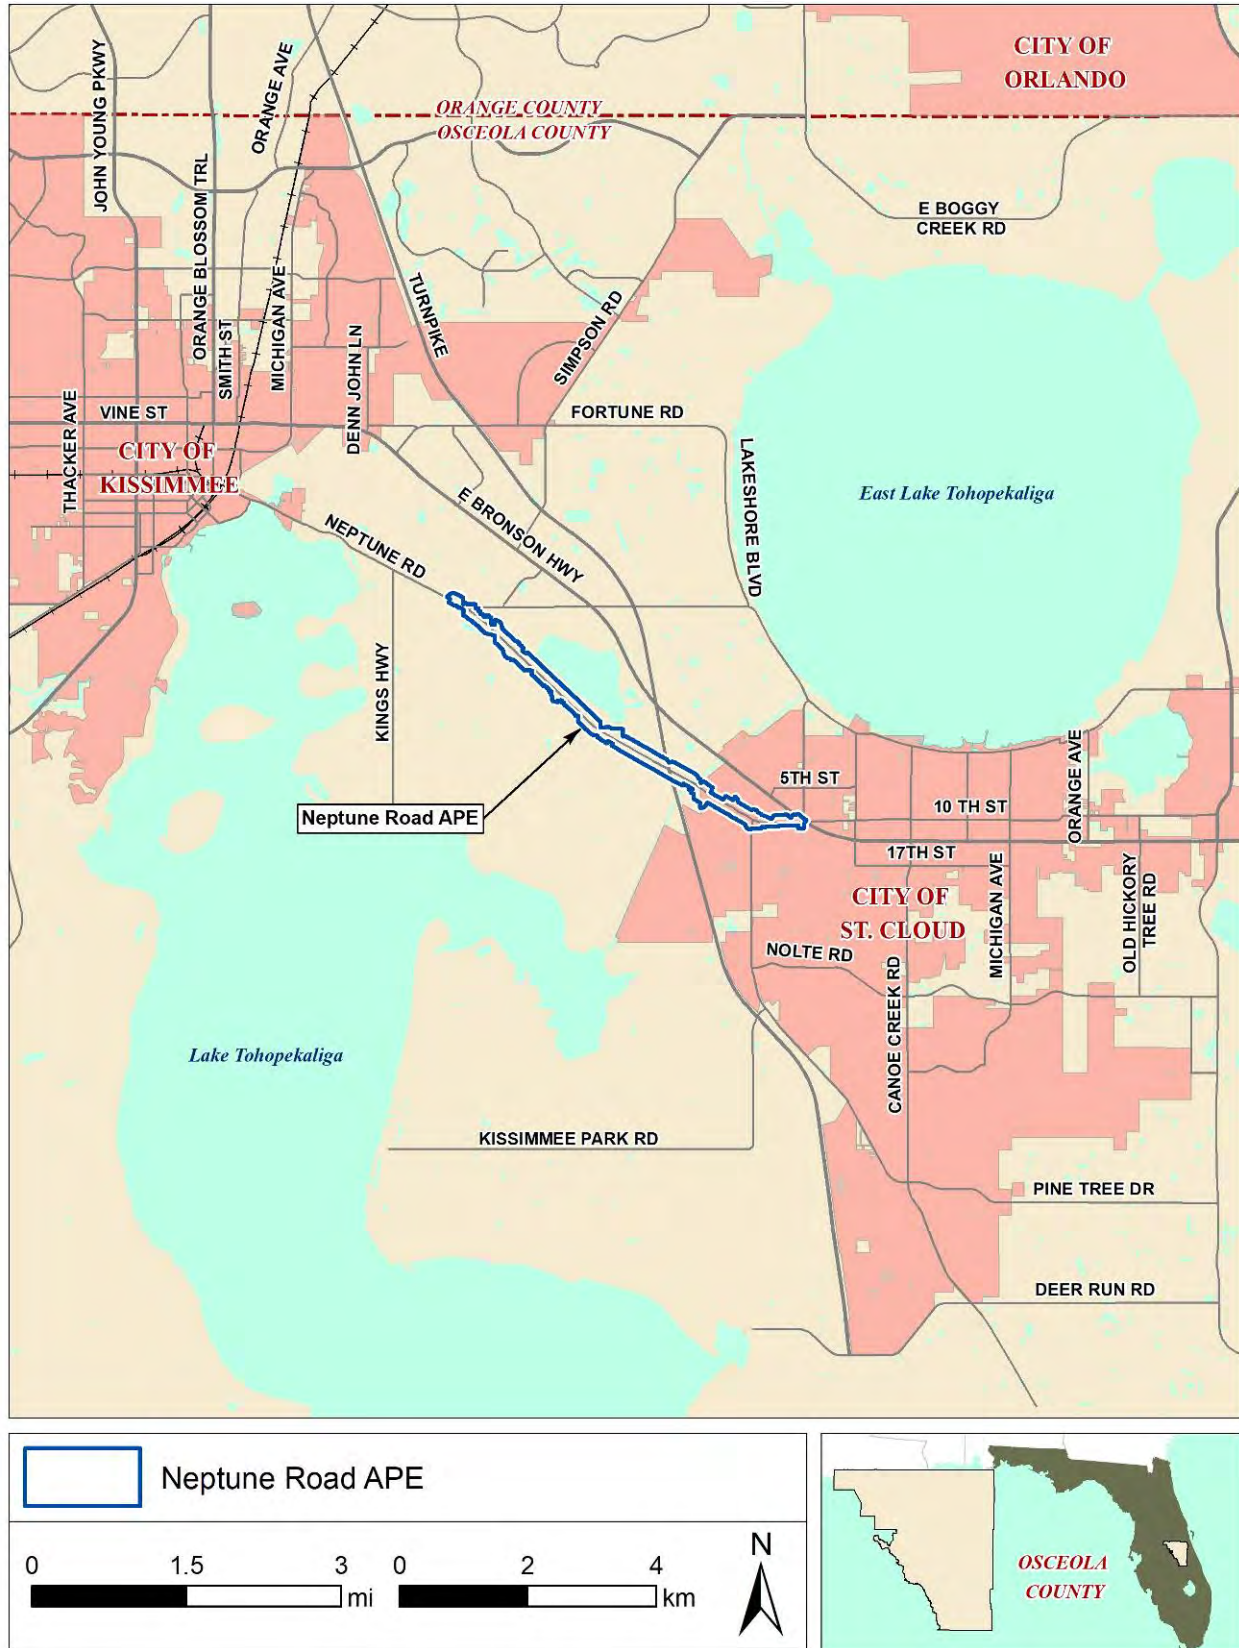 CITY OF
ORLANDO
ORANGE COUNTY
OSCEOLA COUNTY
JOHN YOUNG PKWY
ORANGE BLOSSOM TRL
ORANGE AVE
SMITH ST
MICHIGAN AVE
E BOGGY
CREEK RD
TURNPIKE
SIMPSON RD
DENN JOHN LN
THACKER AVE
VINE ST
FORTUNE RD
CITY OF
KISSIMMEE
LAKESHORE BLVD
East Lake Tohopekaliga
E BRONSON HWY
NEPTUNE RD
KINGS HWY
Neptune Road APE
5TH ST
10 TH ST
ORANGE AVE
17TH ST
CITY OF
ST. CLOUD
MICHIGAN AVE
OLD HICKORY
TREE RD
NOLTE RD
CANOE CREEK RD
Lake Tohopekaliga
KISSIMMEE PARK RD
PINE TREE DR
DEER RUN RD
Neptune Road APE
0 1.5 3
mi
0 2 4
km
N
OSCEOLA
COUNTY